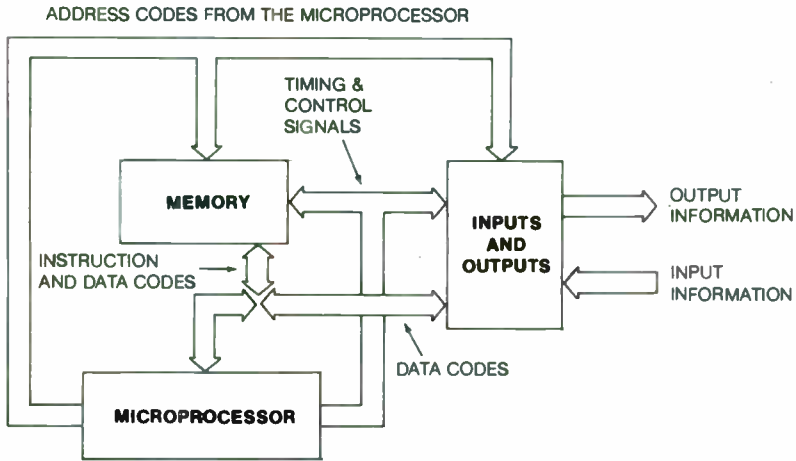 ADDRESS CODES FROM THE MICROPROCESSOR
TIMING &
CONTROL
SIGNALS
MEMORY
INPUTS
AND
OUTPUTS
OUTPUT
INFORMATION
INSTRUCTION
AND DATA CODES
INPUT
INFORMATION
DATA CODES
MICROPROCESSOR